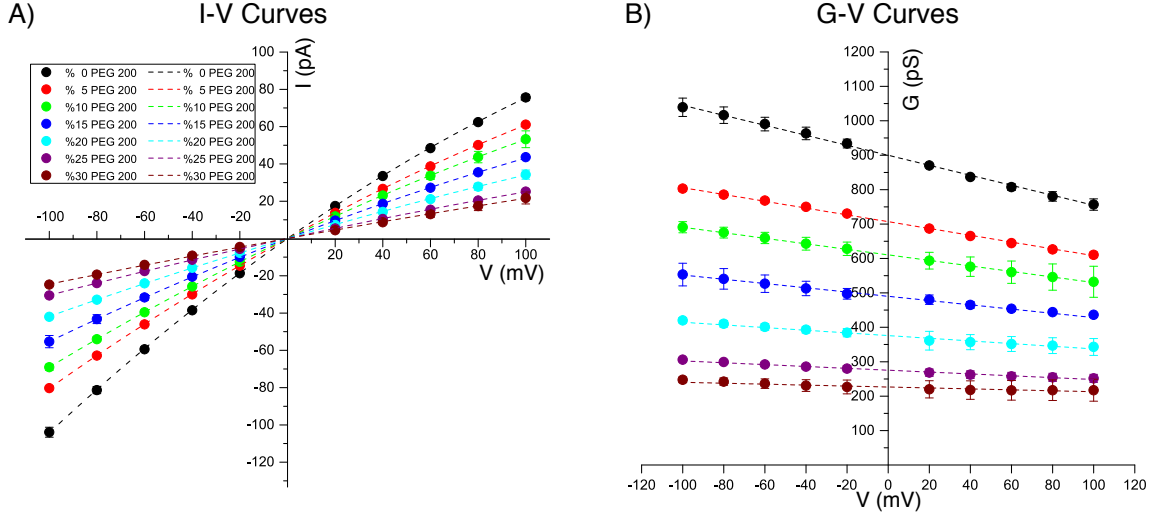 A)
I-V Curves
I (pA)
100
80
60
40
20
-20
-40
-60
-80
-100
-120
-100 -80 -60 -40 -20
20 40 60 80 100
V (mV)
% 0 PEG 200 % 0 PEG 200
% 5 PEG 200 % 5 PEG 200
%10 PEG 200 %10 PEG 200
%15 PEG 200 %15 PEG 200
%20 PEG 200 %20 PEG 200
%25 PEG 200 %25 PEG 200
%30 PEG 200 %30 PEG 200
B)
G-V Curves
G (pS)
1200
1100
1000
900
800
700
600
500
400
300
200
100
-120 -100 -80 -60 -40 -20 0 20 40 60 80 100 120
V (mV)